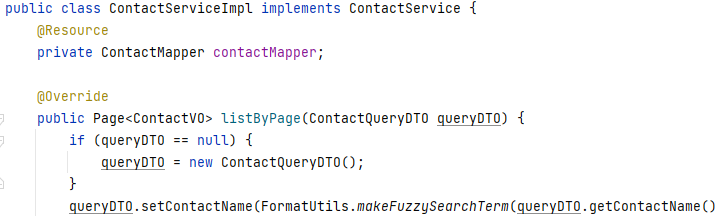 public class ContactServiceImpl implements ContactService {
@Resource
private ContactMapper contactMapper;
@Override
public Page<ContactVO> listByPage(ContactQueryDTO queryDTO) {
if (queryDTO == null) {
queryDTO = new ContactQueryDTO();
}
queryDTO.setContactName(FormatUtils.makeFuzzySearchTerm(queryDTO.getContactName()